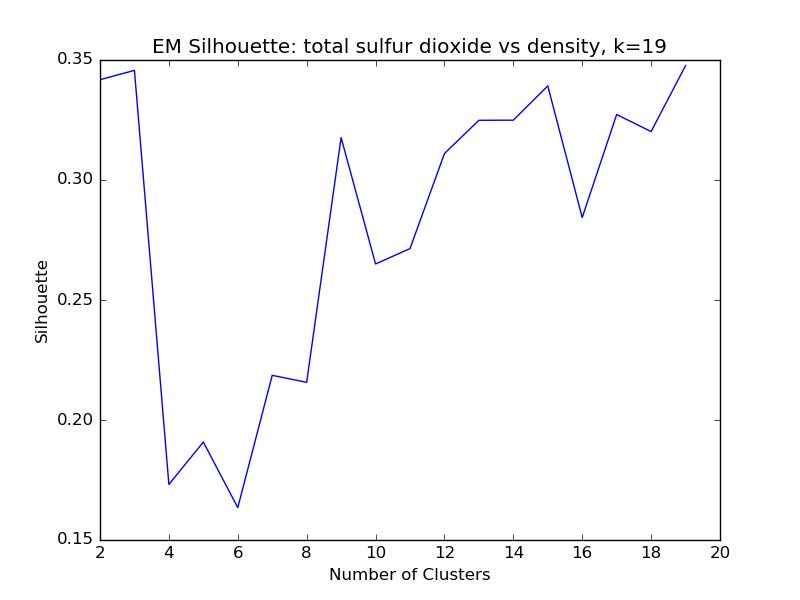 EM Silhouette: total sulfur dioxide vs density, k=19
0.35
0.30
0.25
0.20
0.15
Silhouette
2 4 6 8 10 12 14 16 18 20
Number of Clusters